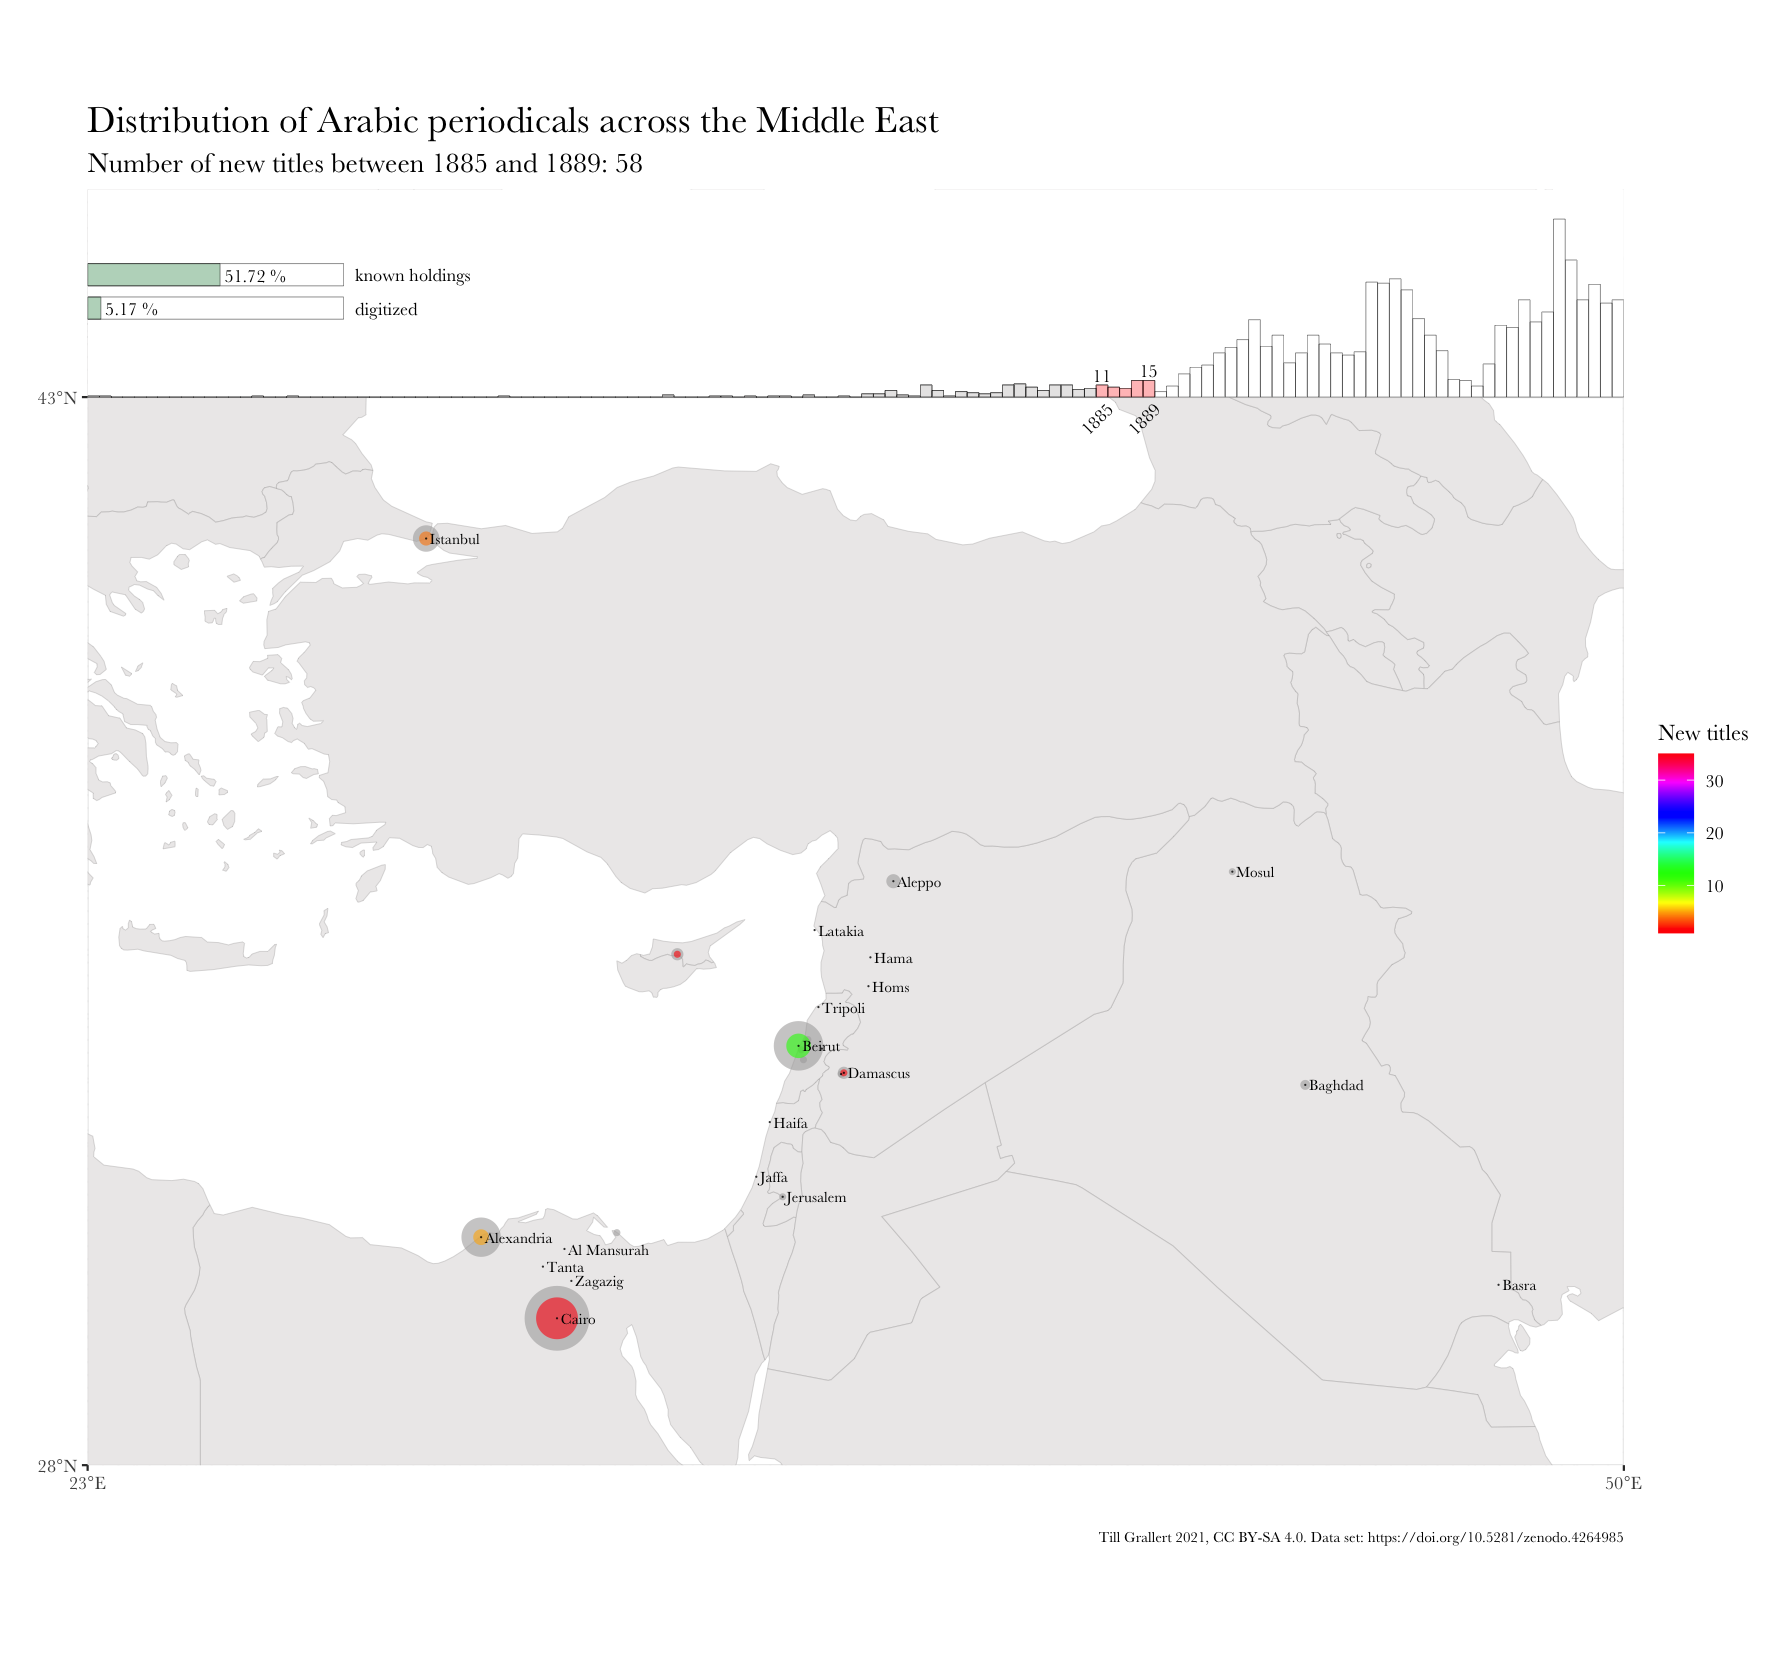 Distribution of Arabic periodicals across the Middle East
Number of new titles between 1885 and 1889: 58
51.72 % known holdings
5.17 % digitized
11 15
43°N
1885 1889
Istanbul
New titles
30
20
10
Mosul
Aleppo
Latakia
Hama
Homs
Tripoli
Beirut
Damascus
Baghdad
Haifa
Jaffa
Jerusalem
Alexandria
Al Mansurah
Tanta
Zagazig
Basra
Cairo
28°N
23°E 50°E
Till Grallert 2021, CC BY-SA 4.0. Data set: https://doi.org/10.5281/zenodo.4264985